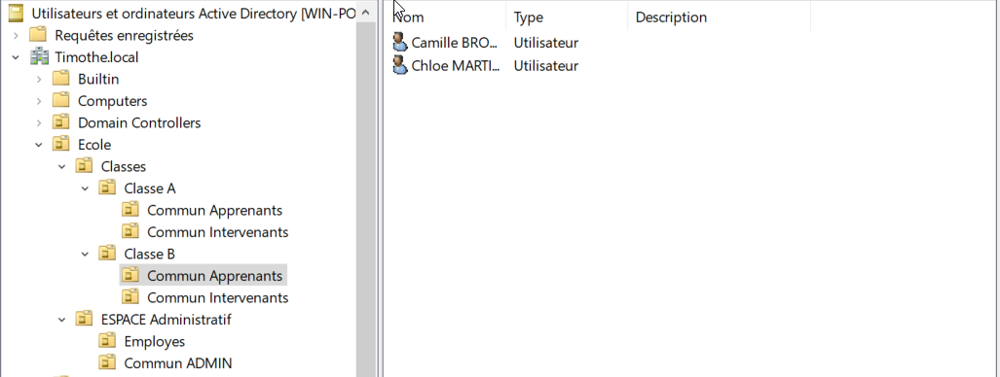 Utilisateurs et ordinateurs Active Directory [WIN-PO
Requêtes enregistrées
Timothe.local
Builtin
Computers
Domain Controllers
Ecole
Classes
Classe A
Commun Apprenants
Commun Intervenants
Classe B
Commun Apprenants
Commun Intervenants
ESPACE Administratif
Employes
Commun ADMIN
Nom Type Description
Camille BRO... Utilisateur
Chloe MARTI... Utilisateur